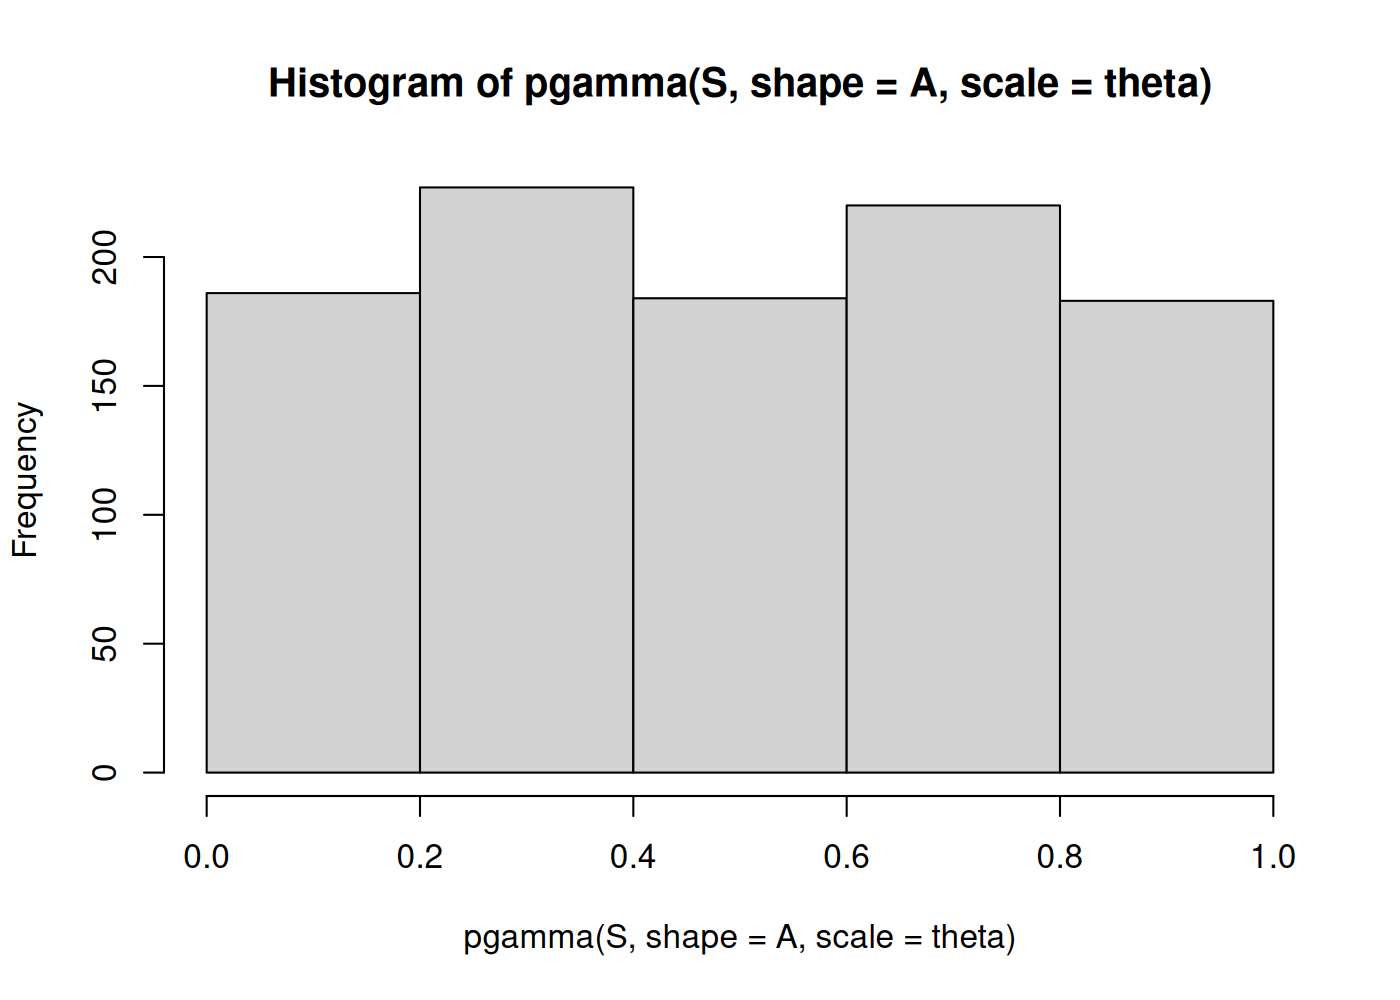 Histogram of pgamma(S, shape = A, scale = theta)
Frequency
200
150
100
50
0
0.0 0.2 0.4 0.6 0.8 1.0
pgamma(S, shape = A, scale = theta)